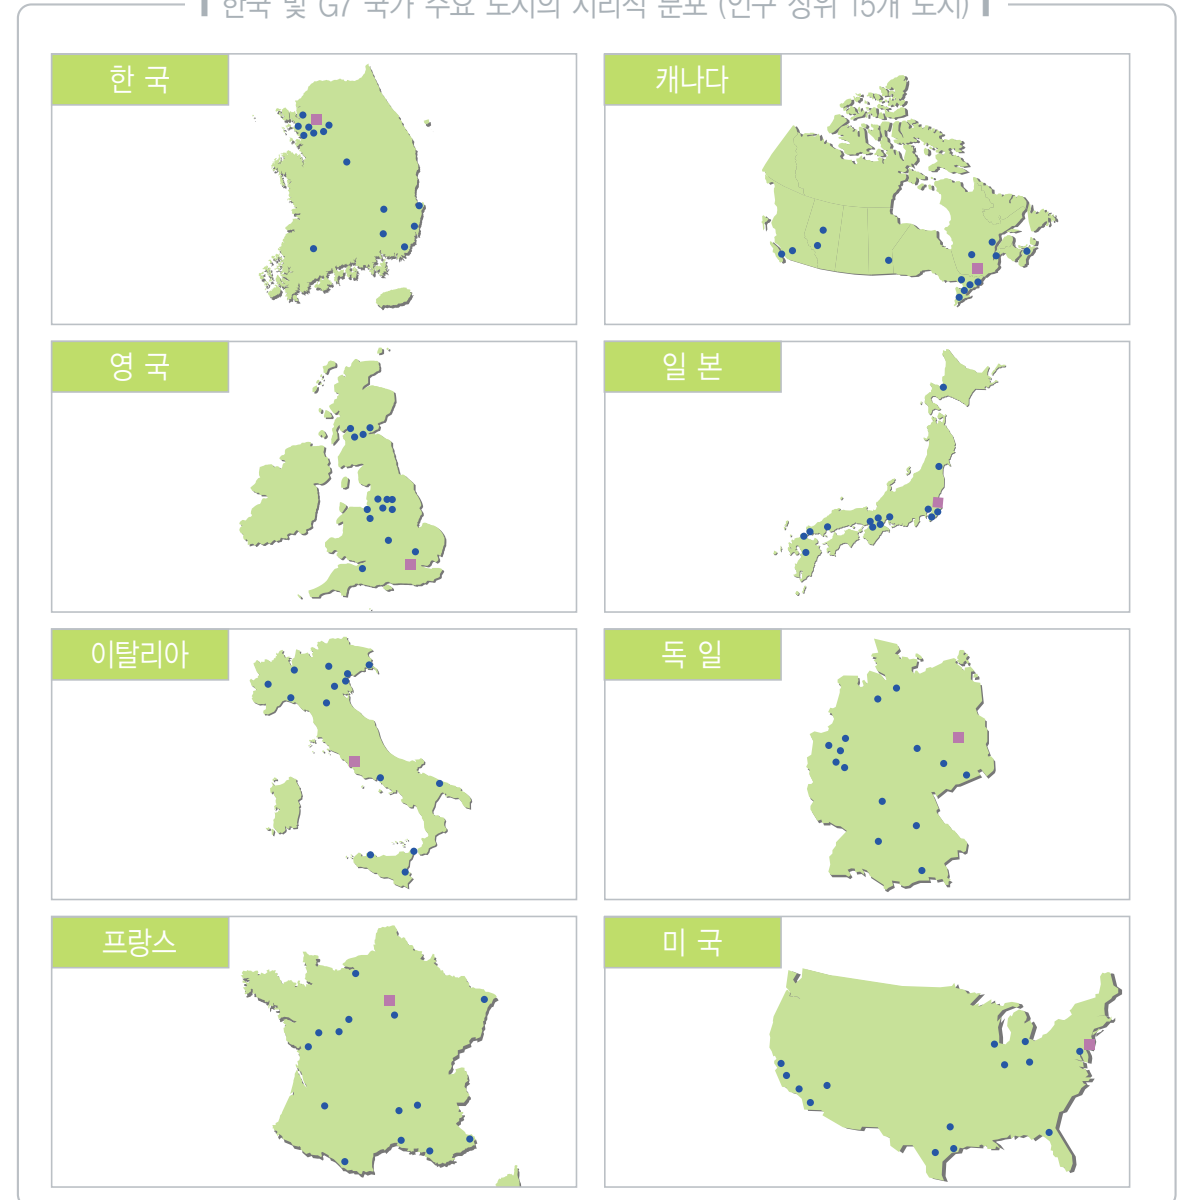 한국 및 G7 국가 주요 도시의 지리적 분포 (인구 상위 15개 도시)
한 국
캐나다
영 국
일 본
이탈리아
독 일
프랑스
미 국